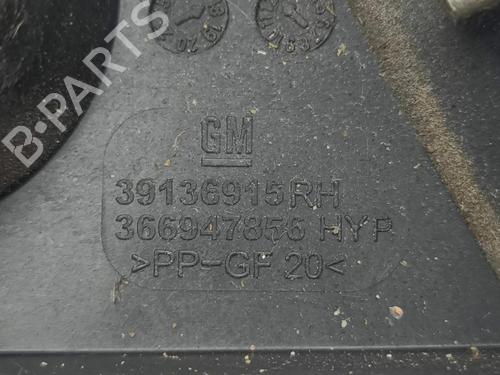 B-PARTS
GM
39136915 RH
366947856 HYP
>PP-GF 20<